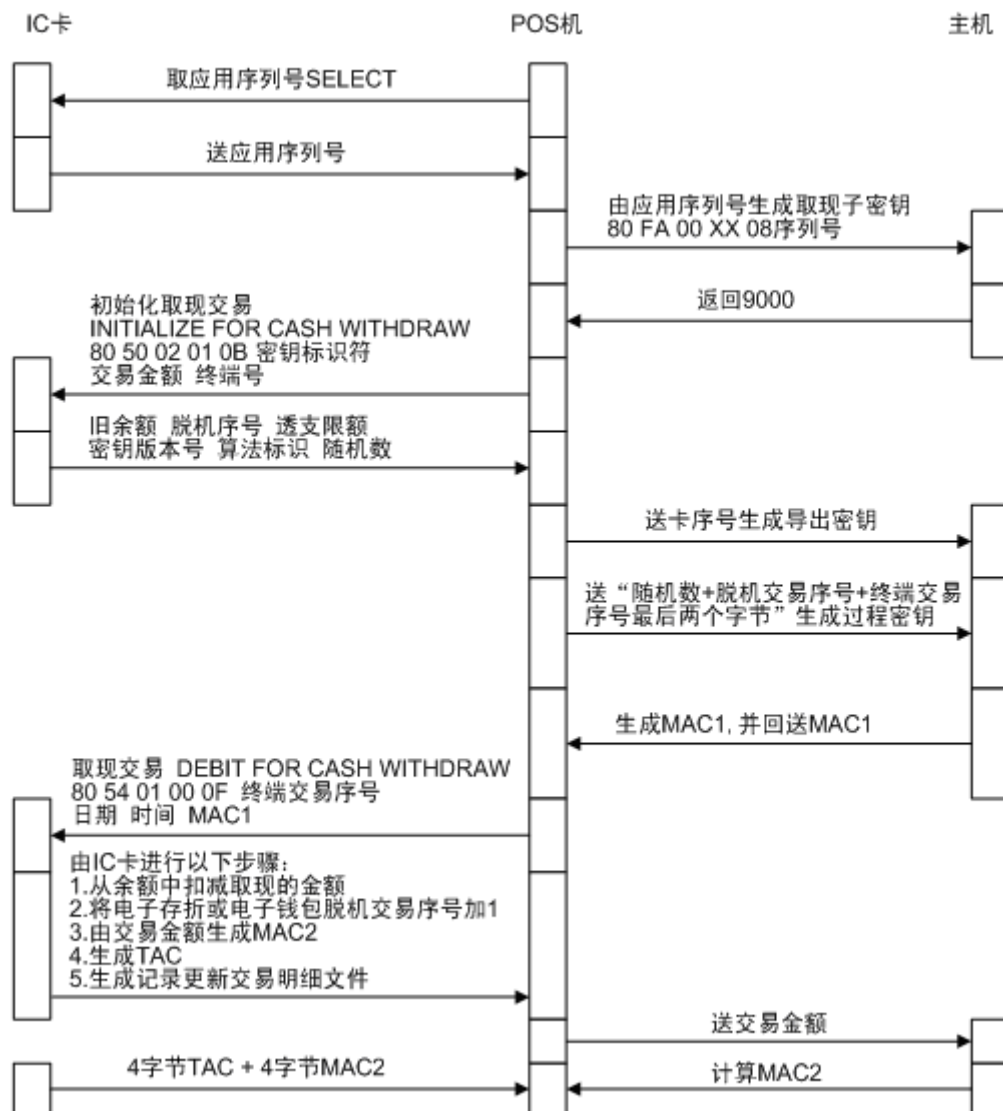 IC卡
POS机
主机
取应用序列号SELECT
送应用序列号
由应用序列号生成取现子密钥
80 FA 00 XX 08序列号
返回9000
初始化取现交易
INITIALIZE FOR CASH WITHDRAW
80 50 02 01 0B 密钥标识符
交易金额 终端号
旧余额 脱机序号 透支限额
密钥版本号 算法标识 随机数
送卡序号生成导出密钥
送“随机数+脱机交易序号+终端交易
序号最后两个字节”生成过程密钥
生成MAC1, 并回送MAC1
取现交易 DEBIT FOR CASH WITHDRAW
80 54 01 00 0F 终端交易序号
日期 时间 MAC1
由IC卡进行以下步骤：
1.从余额中扣减取现的金额
2.将电子存折或电子钱包脱机交易序号加1
3.由交易金额生成MAC2
4.生成TAC
5.生成记录更新交易明细文件
送交易金额
4字节TAC + 4字节MAC2
计算MAC2